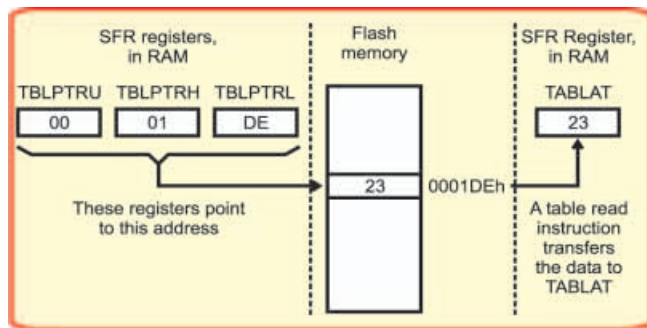 SFR registers,
in RAM
TBLPTRU TBLPTRH TBLPTRL
00 01 DE
These registers point
to this address
Flash
memory
23
0001DEh
SFR Register,
in RAM
TABLAT
23
A table read
instruction
transfers
the data to
TABLAT